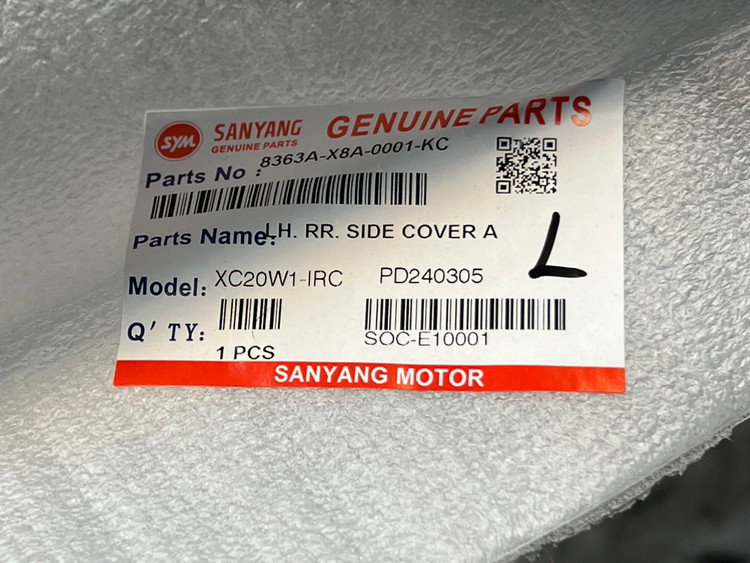 SYM SANYANG GENUINE PARTS
GENUINE PARTS
Parts No : 8363A-X8A-0001-KC
Parts Name: LH. RR. SIDE COVER A
L
Model: XC20W1-IRC PD240305
Q' TY: 1 PCS SOC-E10001
SANYANG MOTOR